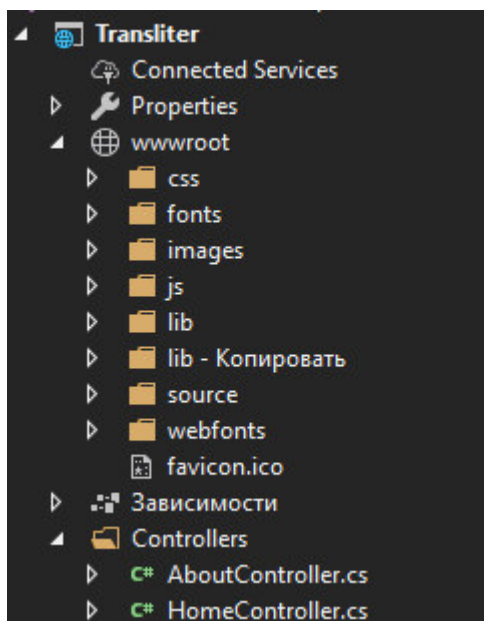 Transliter
Connected Services
Properties
wwwroot
css
fonts
images
js
lib
lib - Копировать
source
webfonts
favicon.ico
Зависимости
Controllers
C# AboutController.cs
C# HomeController.cs